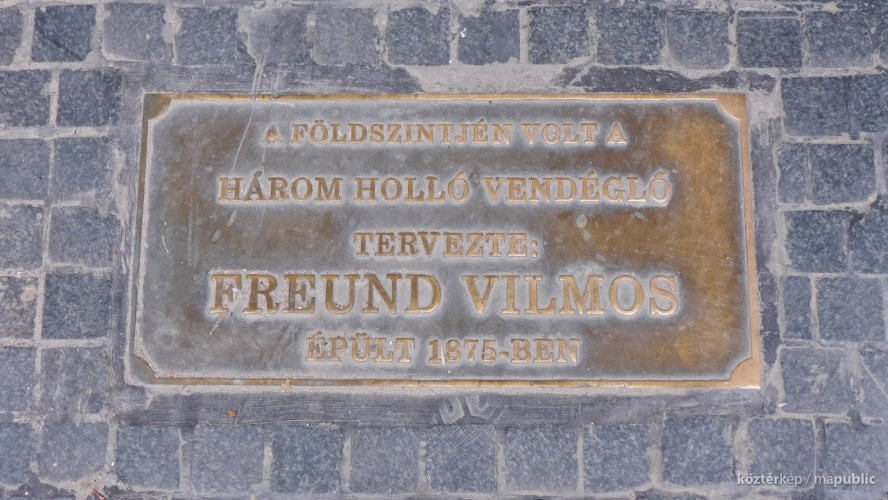 A FÖLDSZINTJÉN VOLT A
HÁROM HOLLÓ VENDÉGLŐ
TERVEZTE:
FREUND VILMOS
ÉPÜLT 1875-BEN
köztérkép / mapublic